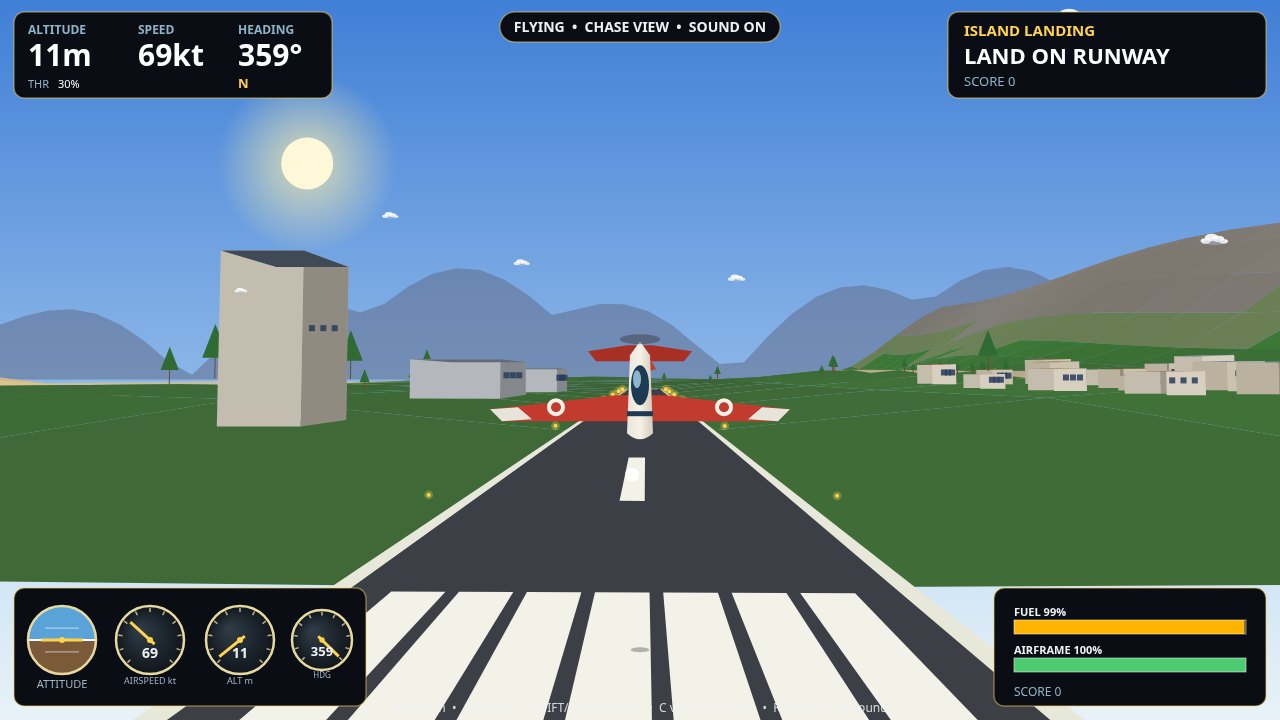 ALTITUDE
11m
THR 30%
SPEED
69kt
HEADING
359°
N
FLYING • CHASE VIEW • SOUND ON
ISLAND LANDING
LAND ON RUNWAY
SCORE 0
ATTITUDE
69
AIRSPEED kt
11
ALT m
359
HDG
FUEL 99%
AIRFRAME 100%
SCORE 0